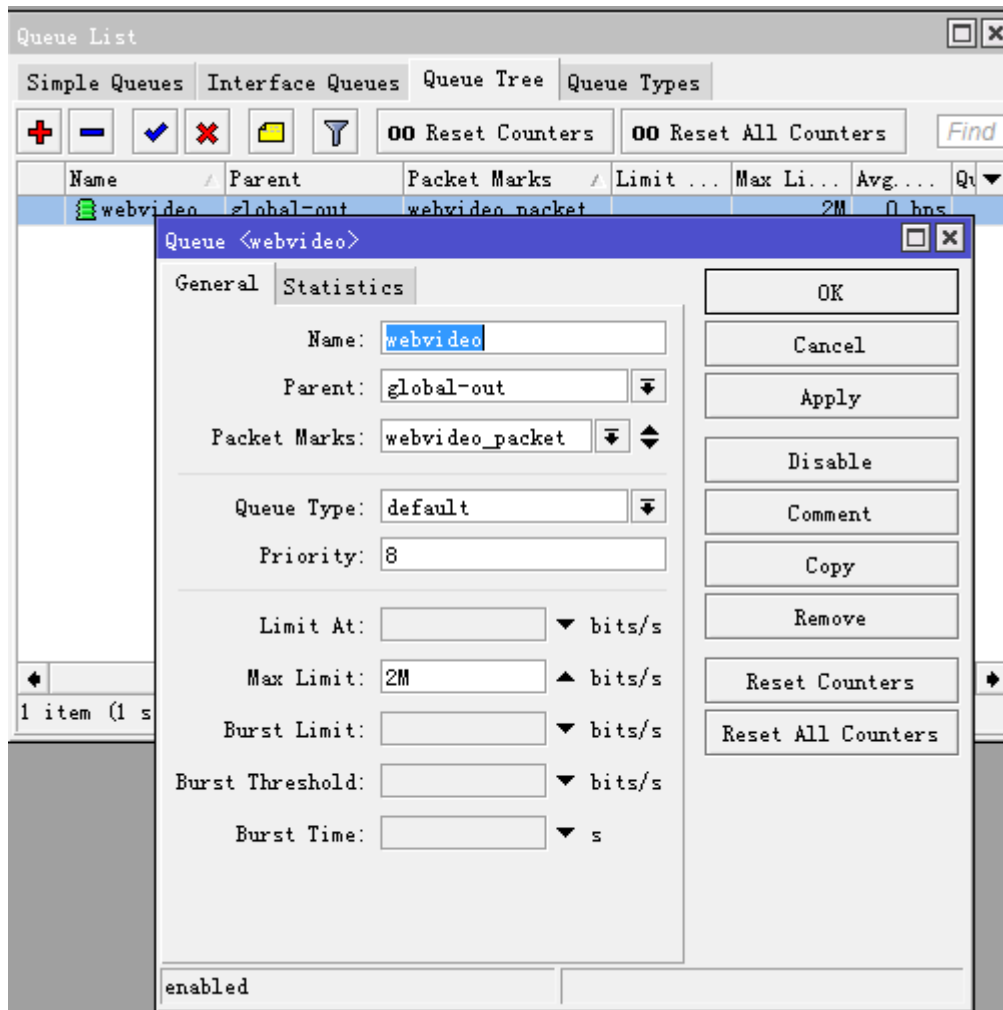 Queue List
Simple Queues Interface Queues Queue Tree Queue Types
00 Reset Counters 00 Reset All Counters Find
Name Parent Packet Marks Limit ... Max Li... Avg....
webvideo global-out webvideo_packet 2M 0 bps
Queue <webvideo>
General Statistics
OK
Name: webvideo
Cancel
Parent: global-out
Apply
Packet Marks: webvideo_packet
Disable
Queue Type: default
Comment
Priority: 8
Copy
Limit At: bits/s
Remove
Max Limit: 2M bits/s
Reset Counters
1 item (1 s
Burst Limit: bits/s
Reset All Counters
Burst Threshold: bits/s
Burst Time: s
enabled